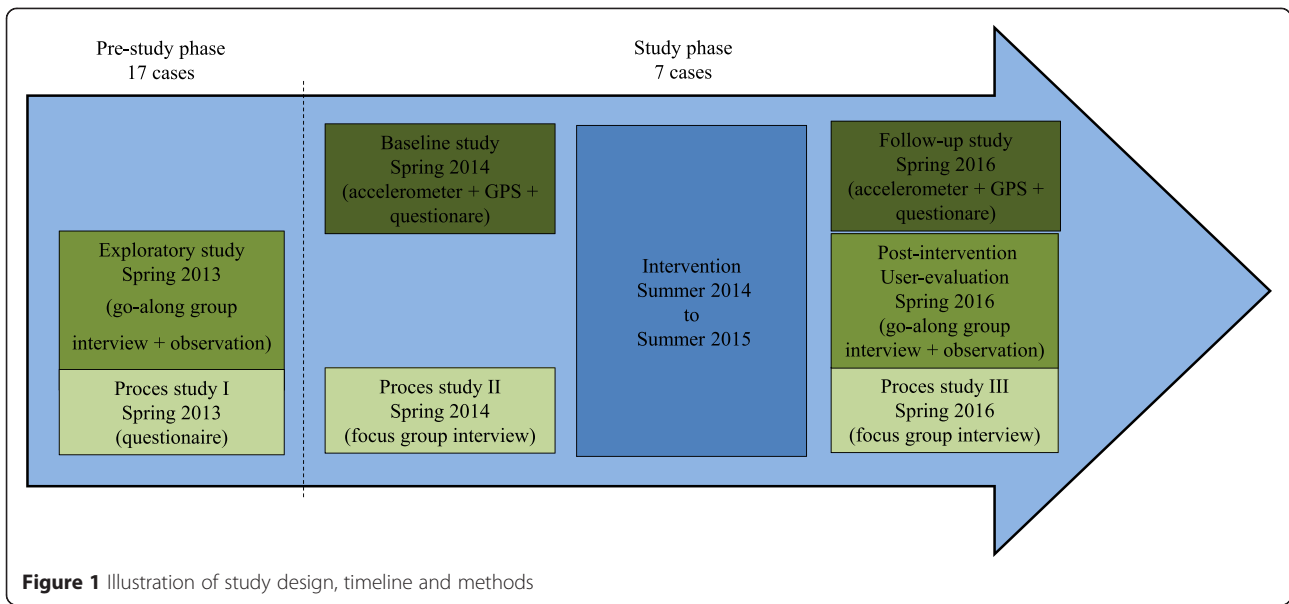 Pre-study phase
17 cases
Study phase
7 cases
Exploratory study
Spring 2013
(go-along group
interview + observation)
Proces study I
Spring 2013
(questionaire)
Baseline study
Spring 2014
(accelerometer + GPS +
questionare)
Proces study II
Spring 2014
(focus group interview)
Intervention
Summer 2014
to
Summer 2015
Follow-up study
Spring 2016
(accelerometer + GPS +
questionare)
Post-intervention
User-evaluation
Spring 2016
(go-along group
interview + observation)
Proces study III
Spring 2016
(focus group interview)
Figure 1 Illustration of study design, timeline and methods